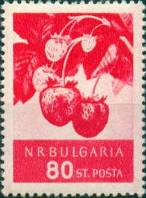 N.R. BULGARIA
80 ST. POSTA